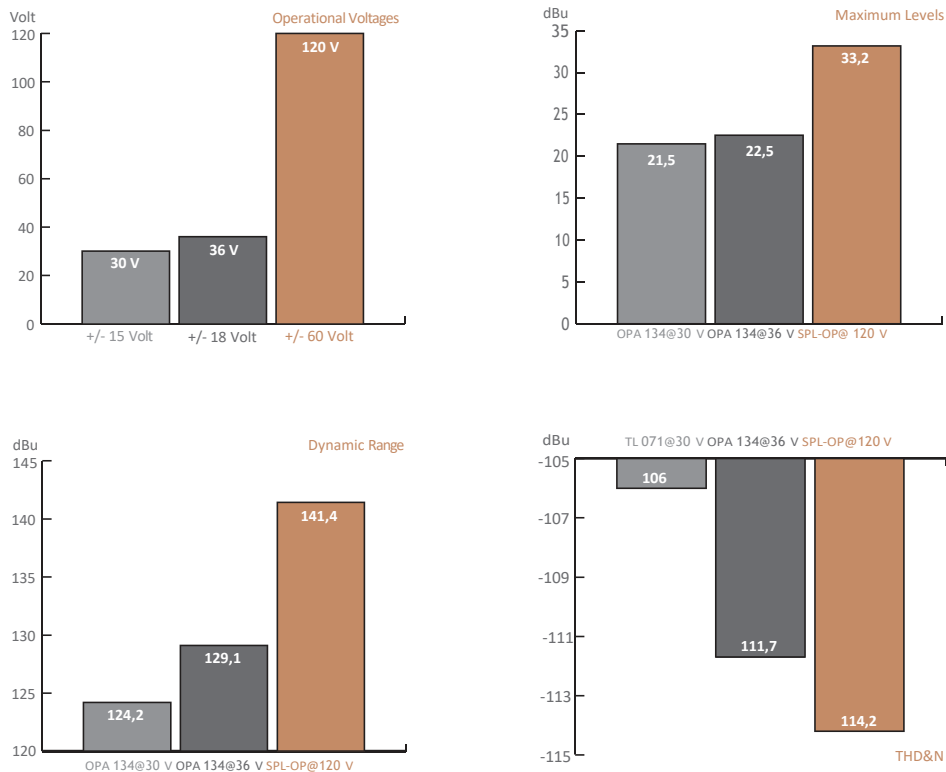 Volt
Operational Voltages
120
100
80
60
40
20
0
120 V
36 V
30 V
+/- 15 Volt +/- 18 Volt +/- 60 Volt
dBu
Maximum Levels
35
30
25
20
15
10
5
0
33,2
22,5
21,5
OPA 134@30 V OPA 134@36 V SPL-OP@ 120 V
dBu
Dynamic Range
145
140
135
130
125
120
141,4
129,1
124,2
OPA 134@30 V OPA 134@36 V SPL-OP@120 V
dBu
TL 071@30 V OPA 134@36 V SPL-OP@120 V
-105
-107
-109
-111
-113
-115
106
111,7
114,2
THD&N